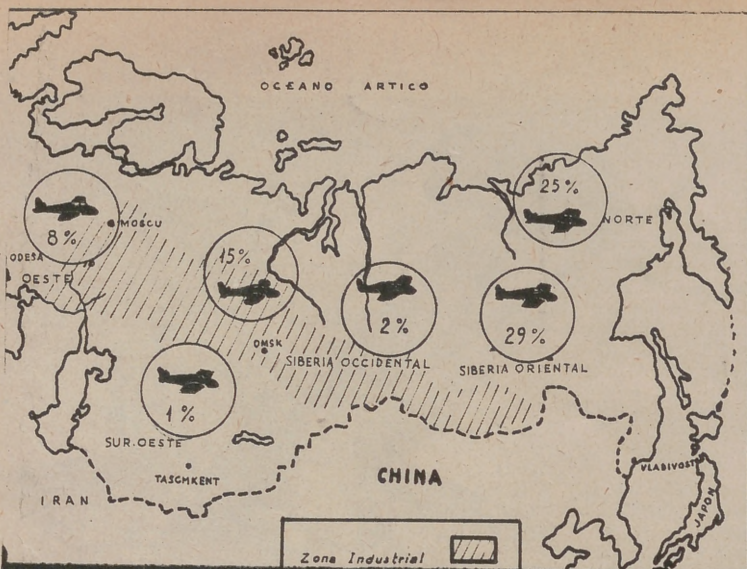 OCEANO ARTICO
25%
NORTE
MOSCU
8%
ODESA
OESTE
15%
2%
29%
OMSK
SIBERIA OCCIDENTAL
SIBERIA ORIENTAL
1%
SUR.OESTE
TASCHKENT
IRAN
CHINA
JAPON
Zona Industrial